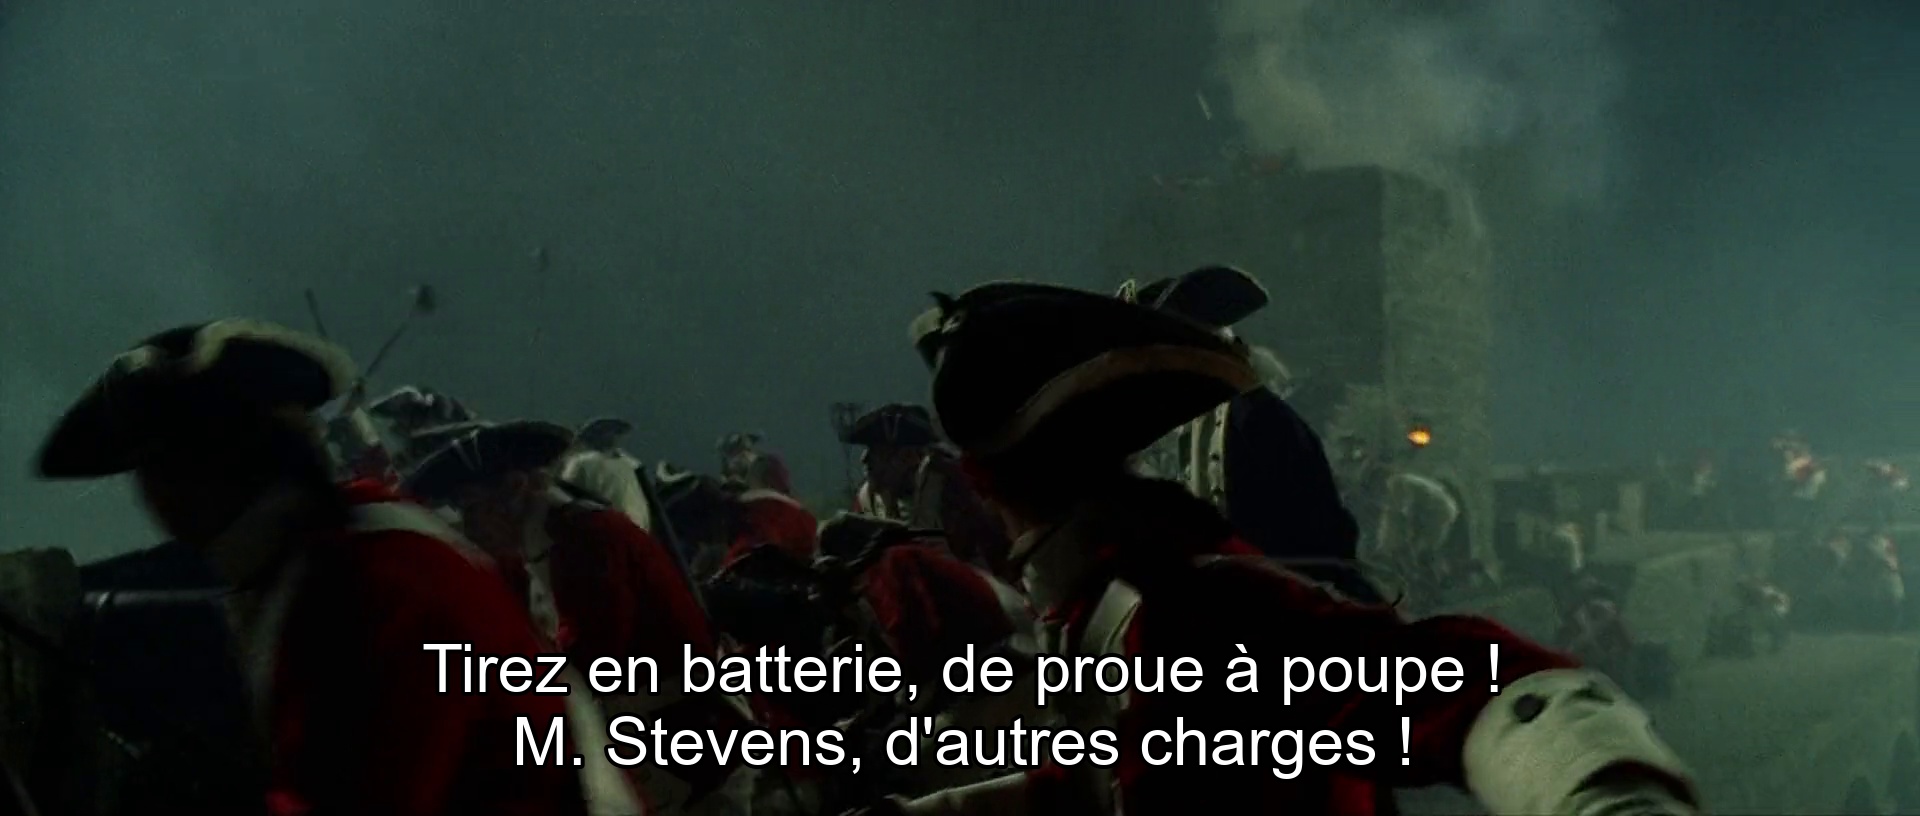 Tirez en batterie, de proue à poupe !
M. Stevens, d'autres charges !